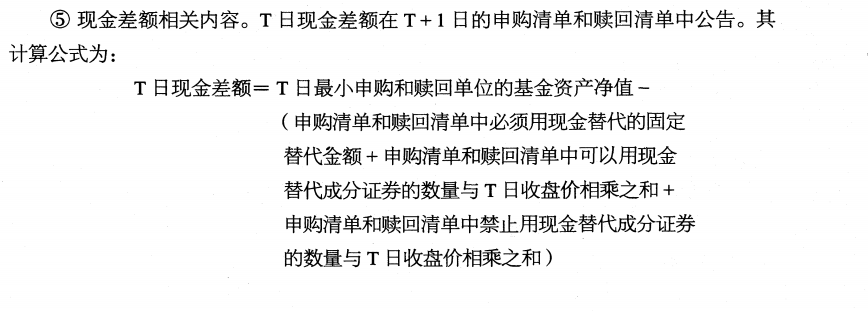 ⑤ 现金差额相关内容。T 日现金差额在 T+1 日的申购清单和赎回清单中公告。其
计算公式为：
T 日现金差额＝ T 日最小申购和赎回单位的基金资产净值－
（申购清单和赎回清单中必须用现金替代的固定
替代金额＋申购清单和赎回清单中可以用现金
替代成分证券的数量与 T 日收盘价相乘之和＋
申购清单和赎回清单中禁止用现金替代成分证券
的数量与 T 日收盘价相乘之和）